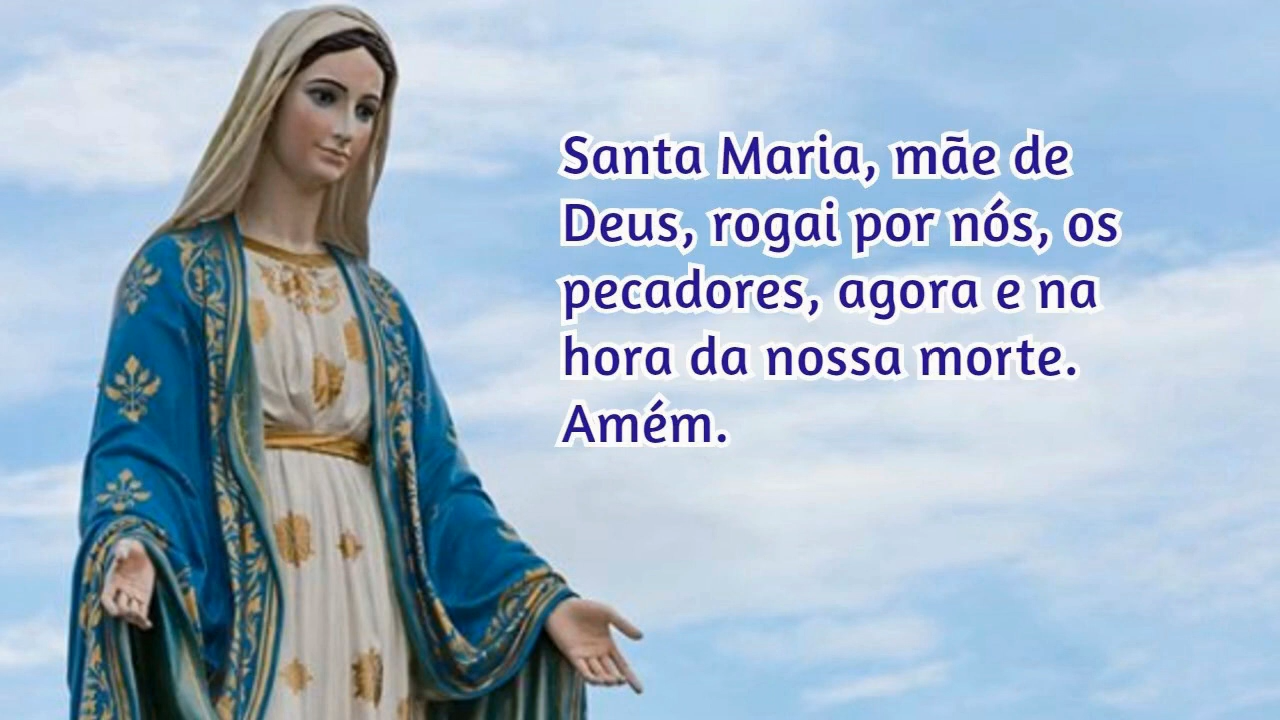 Santa Maria, mãe de
Deus, rogai por nós, os
pecadores, agora e na
hora da nossa morte.
Amém.